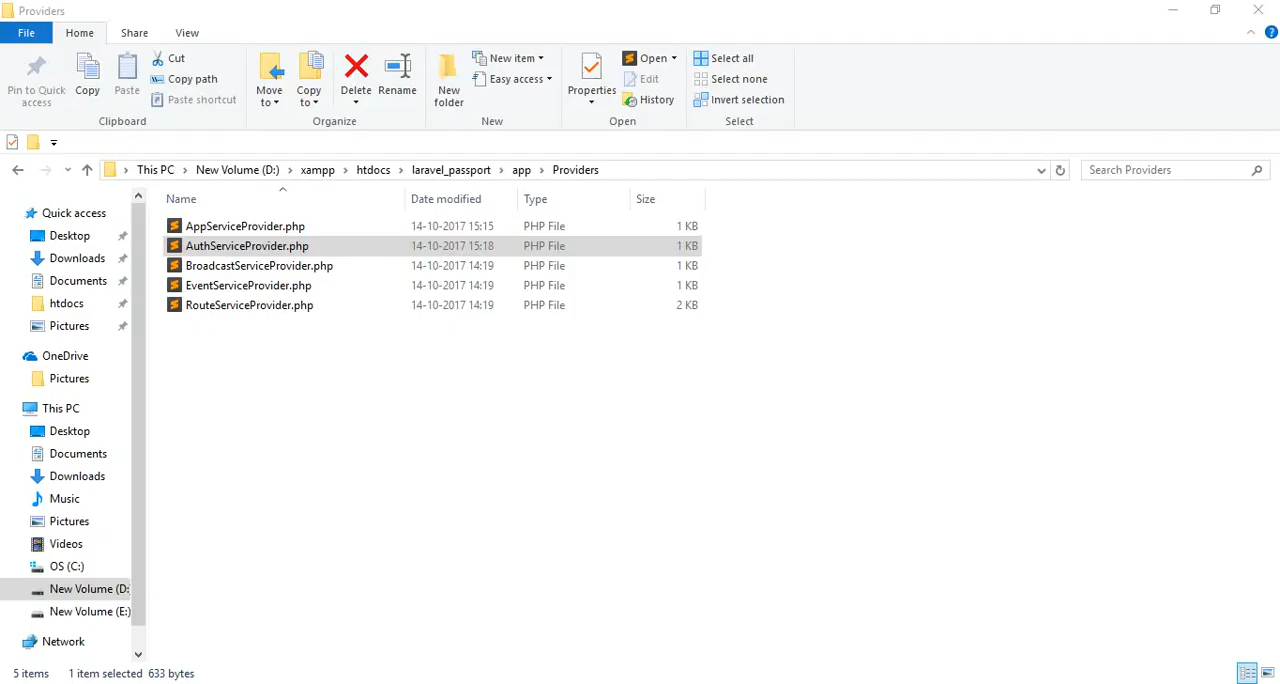 Providers
File Home Share View
Pin to Quick access
Copy
Paste
Cut
Copy path
Paste shortcut
Clipboard
Move to
Copy to
Delete
Rename
Organize
New folder
New item
Easy access
New
Properties
Open
Edit
History
Open
Select all
Select none
Invert selection
Select
This PC › New Volume (D:) › xampp › htdocs › laravel_passport › app › Providers
Search Providers
Quick access
Desktop
Downloads
Documents
htdocs
Pictures
OneDrive
Pictures
This PC
Desktop
Documents
Downloads
Music
Pictures
Videos
OS (C:)
New Volume (D:
New Volume (E:)
Network
Name Date modified Type Size
AppServiceProvider.php 14-10-2017 15:15 PHP File 1 KB
AuthServiceProvider.php 14-10-2017 15:18 PHP File 1 KB
BroadcastServiceProvider.php 14-10-2017 14:19 PHP File 1 KB
EventServiceProvider.php 14-10-2017 14:19 PHP File 1 KB
RouteServiceProvider.php 14-10-2017 14:19 PHP File 2 KB
5 items 1 item selected 633 bytes